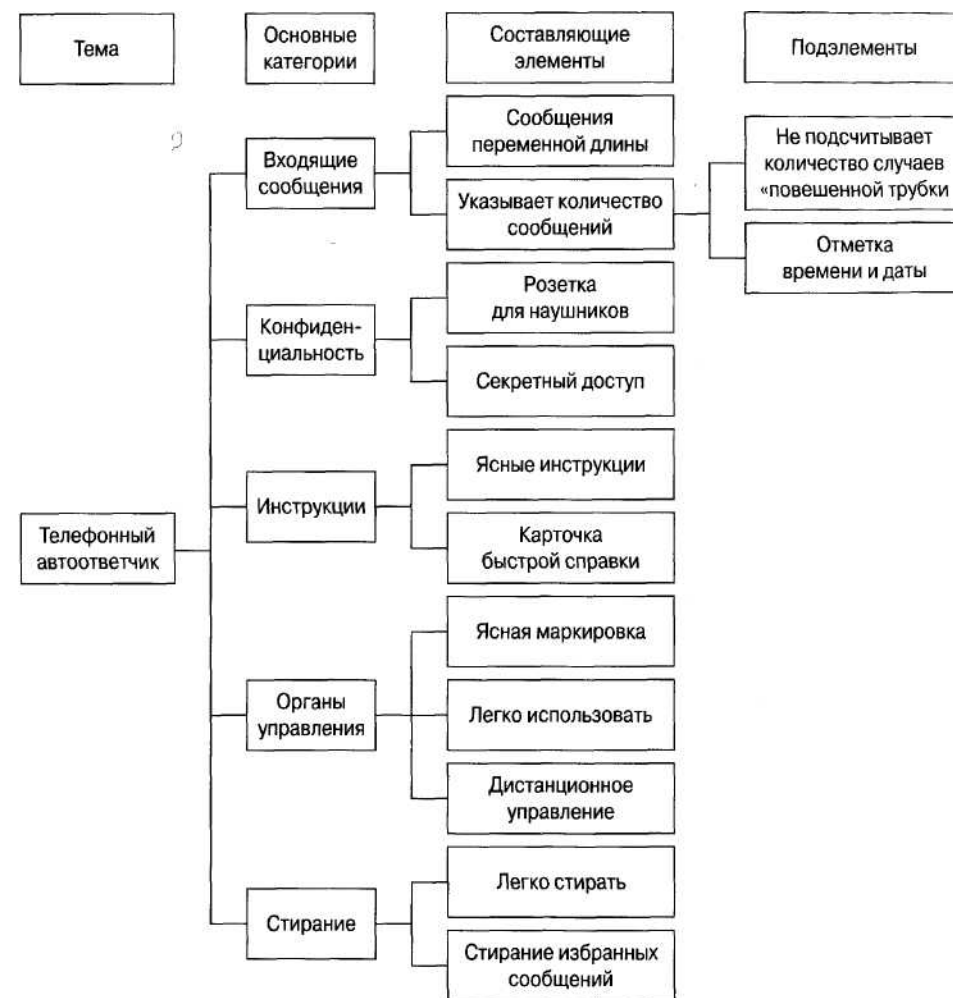 Тема
Основные
категории
Составляющие
элементы
Подэлементы
Входящие
сообщения
Сообщения
переменной длины
Указывает количество
сообщений
Не подсчитывает
количество случаев
«повешенной трубки
Отметка
времени и даты
Конфиден-
циальность
Розетка
для наушников
Секретный доступ
Телефонный
автоответчик
Инструкции
Ясные инструкции
Карточка
быстрой справки
Органы
управления
Ясная маркировка
Легко использовать
Дистанционное
управление
Стирание
Легко стирать
Стирание избранных
сообщений